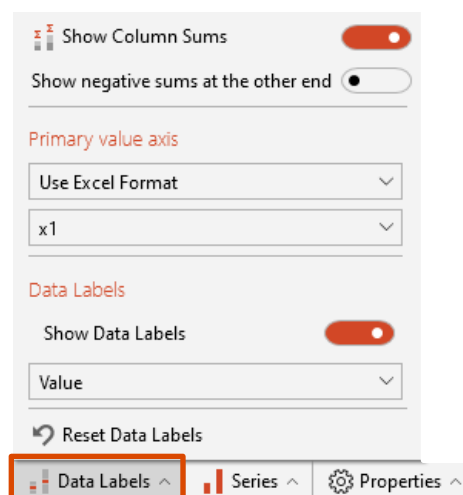 Show Column Sums
Show negative sums at the other end
Primary value axis
Use Excel Format
x1
Data Labels
Show Data Labels
Value
Reset Data Labels
Data Labels Series Properties